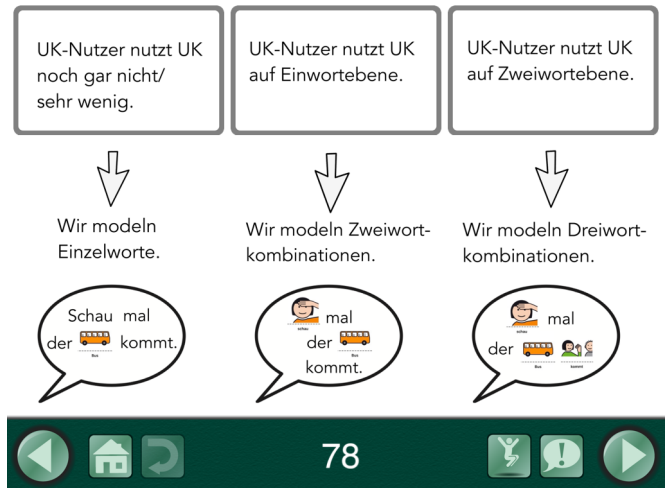 UK-Nutzer nutzt UK
noch gar nicht/
sehr wenig.
UK-Nutzer nutzt UK
auf Einwortebene.
UK-Nutzer nutzt UK
auf Zweiwortebene.
Wir modeln
Einzelworte.
Wir modeln Zweiwort-
kombinationen.
Wir modeln Dreiwort-
kombinationen.
Schau mal
der kommt.
Bus
mal
schau
der
Bus
kommt.
mal
schau
der
Bus kommt
78